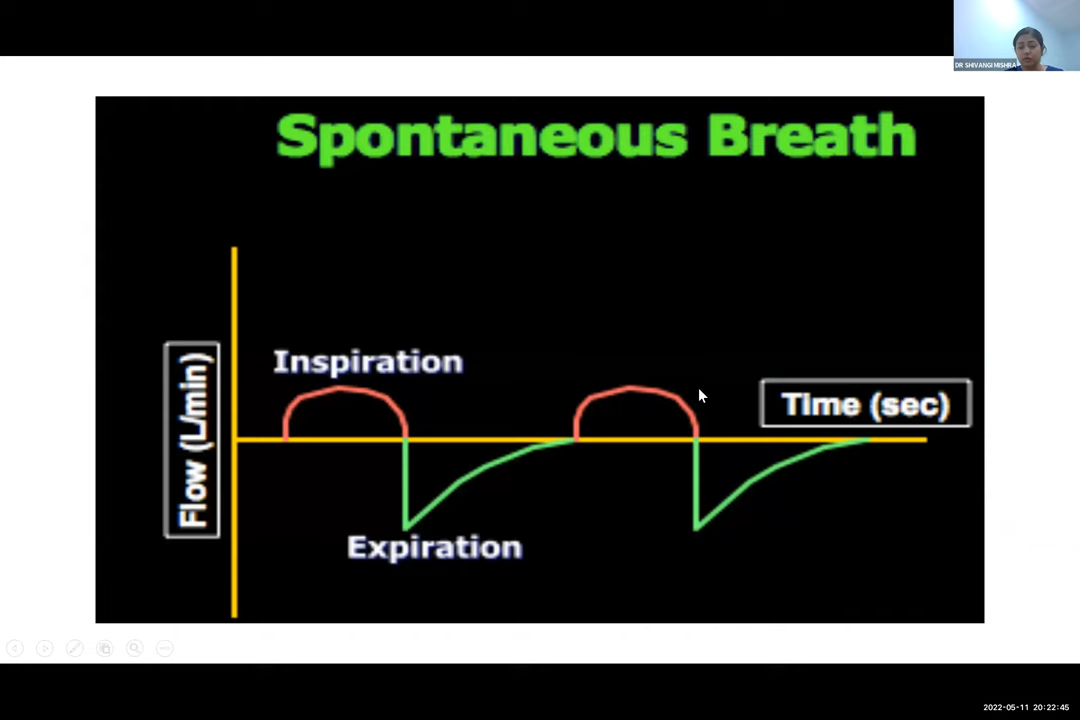 DR SHIVANGI MISHRA
Spontaneous Breath
Inspiration
Time (sec)
Flow (L/min)
Expiration
2022-05-11 20:22:45